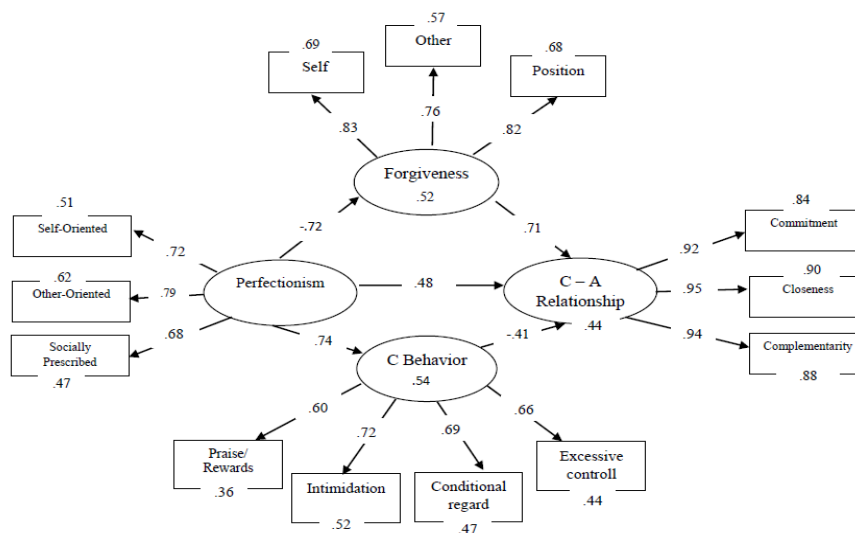 .57
.69
Other
.68
Self
Position
.76
.83
.82
Forgiveness
.52
.51
.84
Self-Oriented
-.72
.71
Commitment
.72
.92
.62
.90
Perfectionism
C – A
Other-Oriented
.79
.48
Relationship
.95
Closeness
.68
.44
.94
Socially
Prescribed
.74
-.41
Complementarity
.47
C Behavior
.88
.54
.60
.66
.72
.69
Praise/
Rewards
Excessive
controll
.36
Intimidation
Conditional
regard
.44
.52
.47